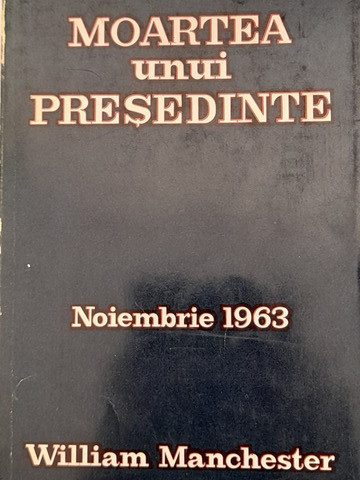 MOARTEA
unui
PREȘEDINTE
Noiembrie 1963
William Manchester